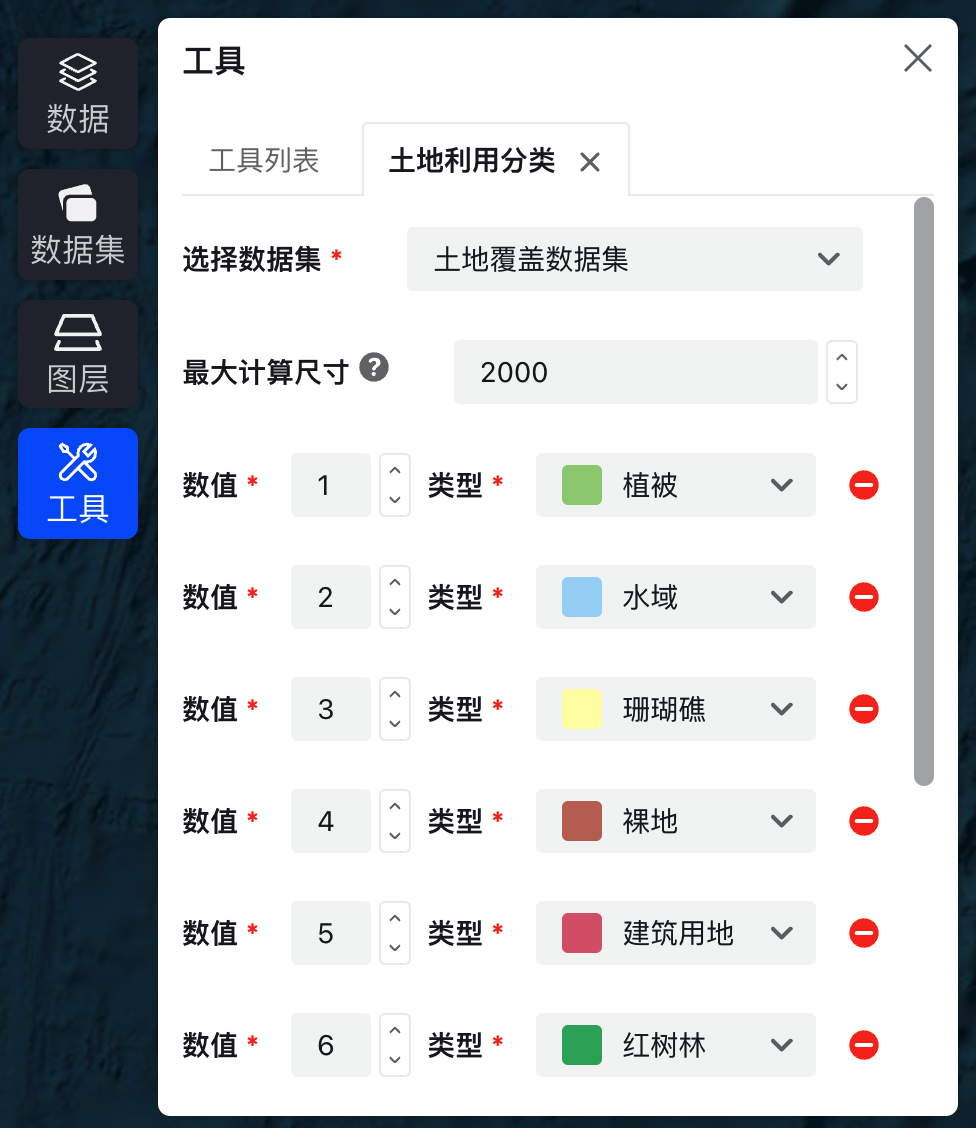 数据
数据集
图层
工具
工具
工具列表
土地利用分类
选择数据集 * 土地覆盖数据集
最大计算尺寸 ? 2000
数值 * 1 类型 * 植被
数值 * 2 类型 * 水域
数值 * 3 类型 * 珊瑚礁
数值 * 4 类型 * 裸地
数值 * 5 类型 * 建筑用地
数值 * 6 类型 * 红树林